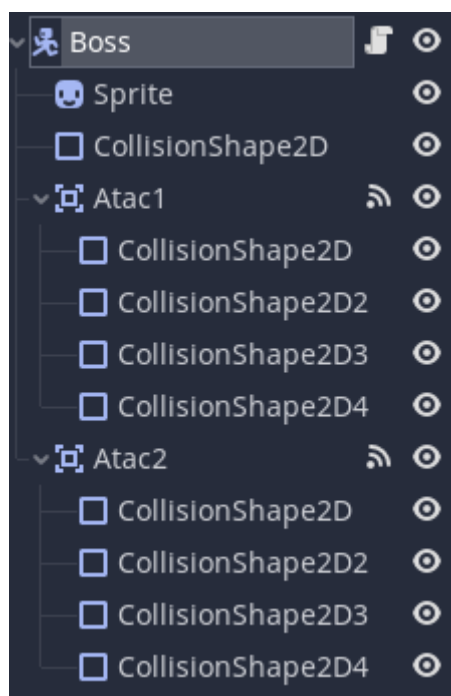 Boss
Sprite
CollisionShape2D
Atac1
CollisionShape2D
CollisionShape2D2
CollisionShape2D3
CollisionShape2D4
Atac2
CollisionShape2D
CollisionShape2D2
CollisionShape2D3
CollisionShape2D4